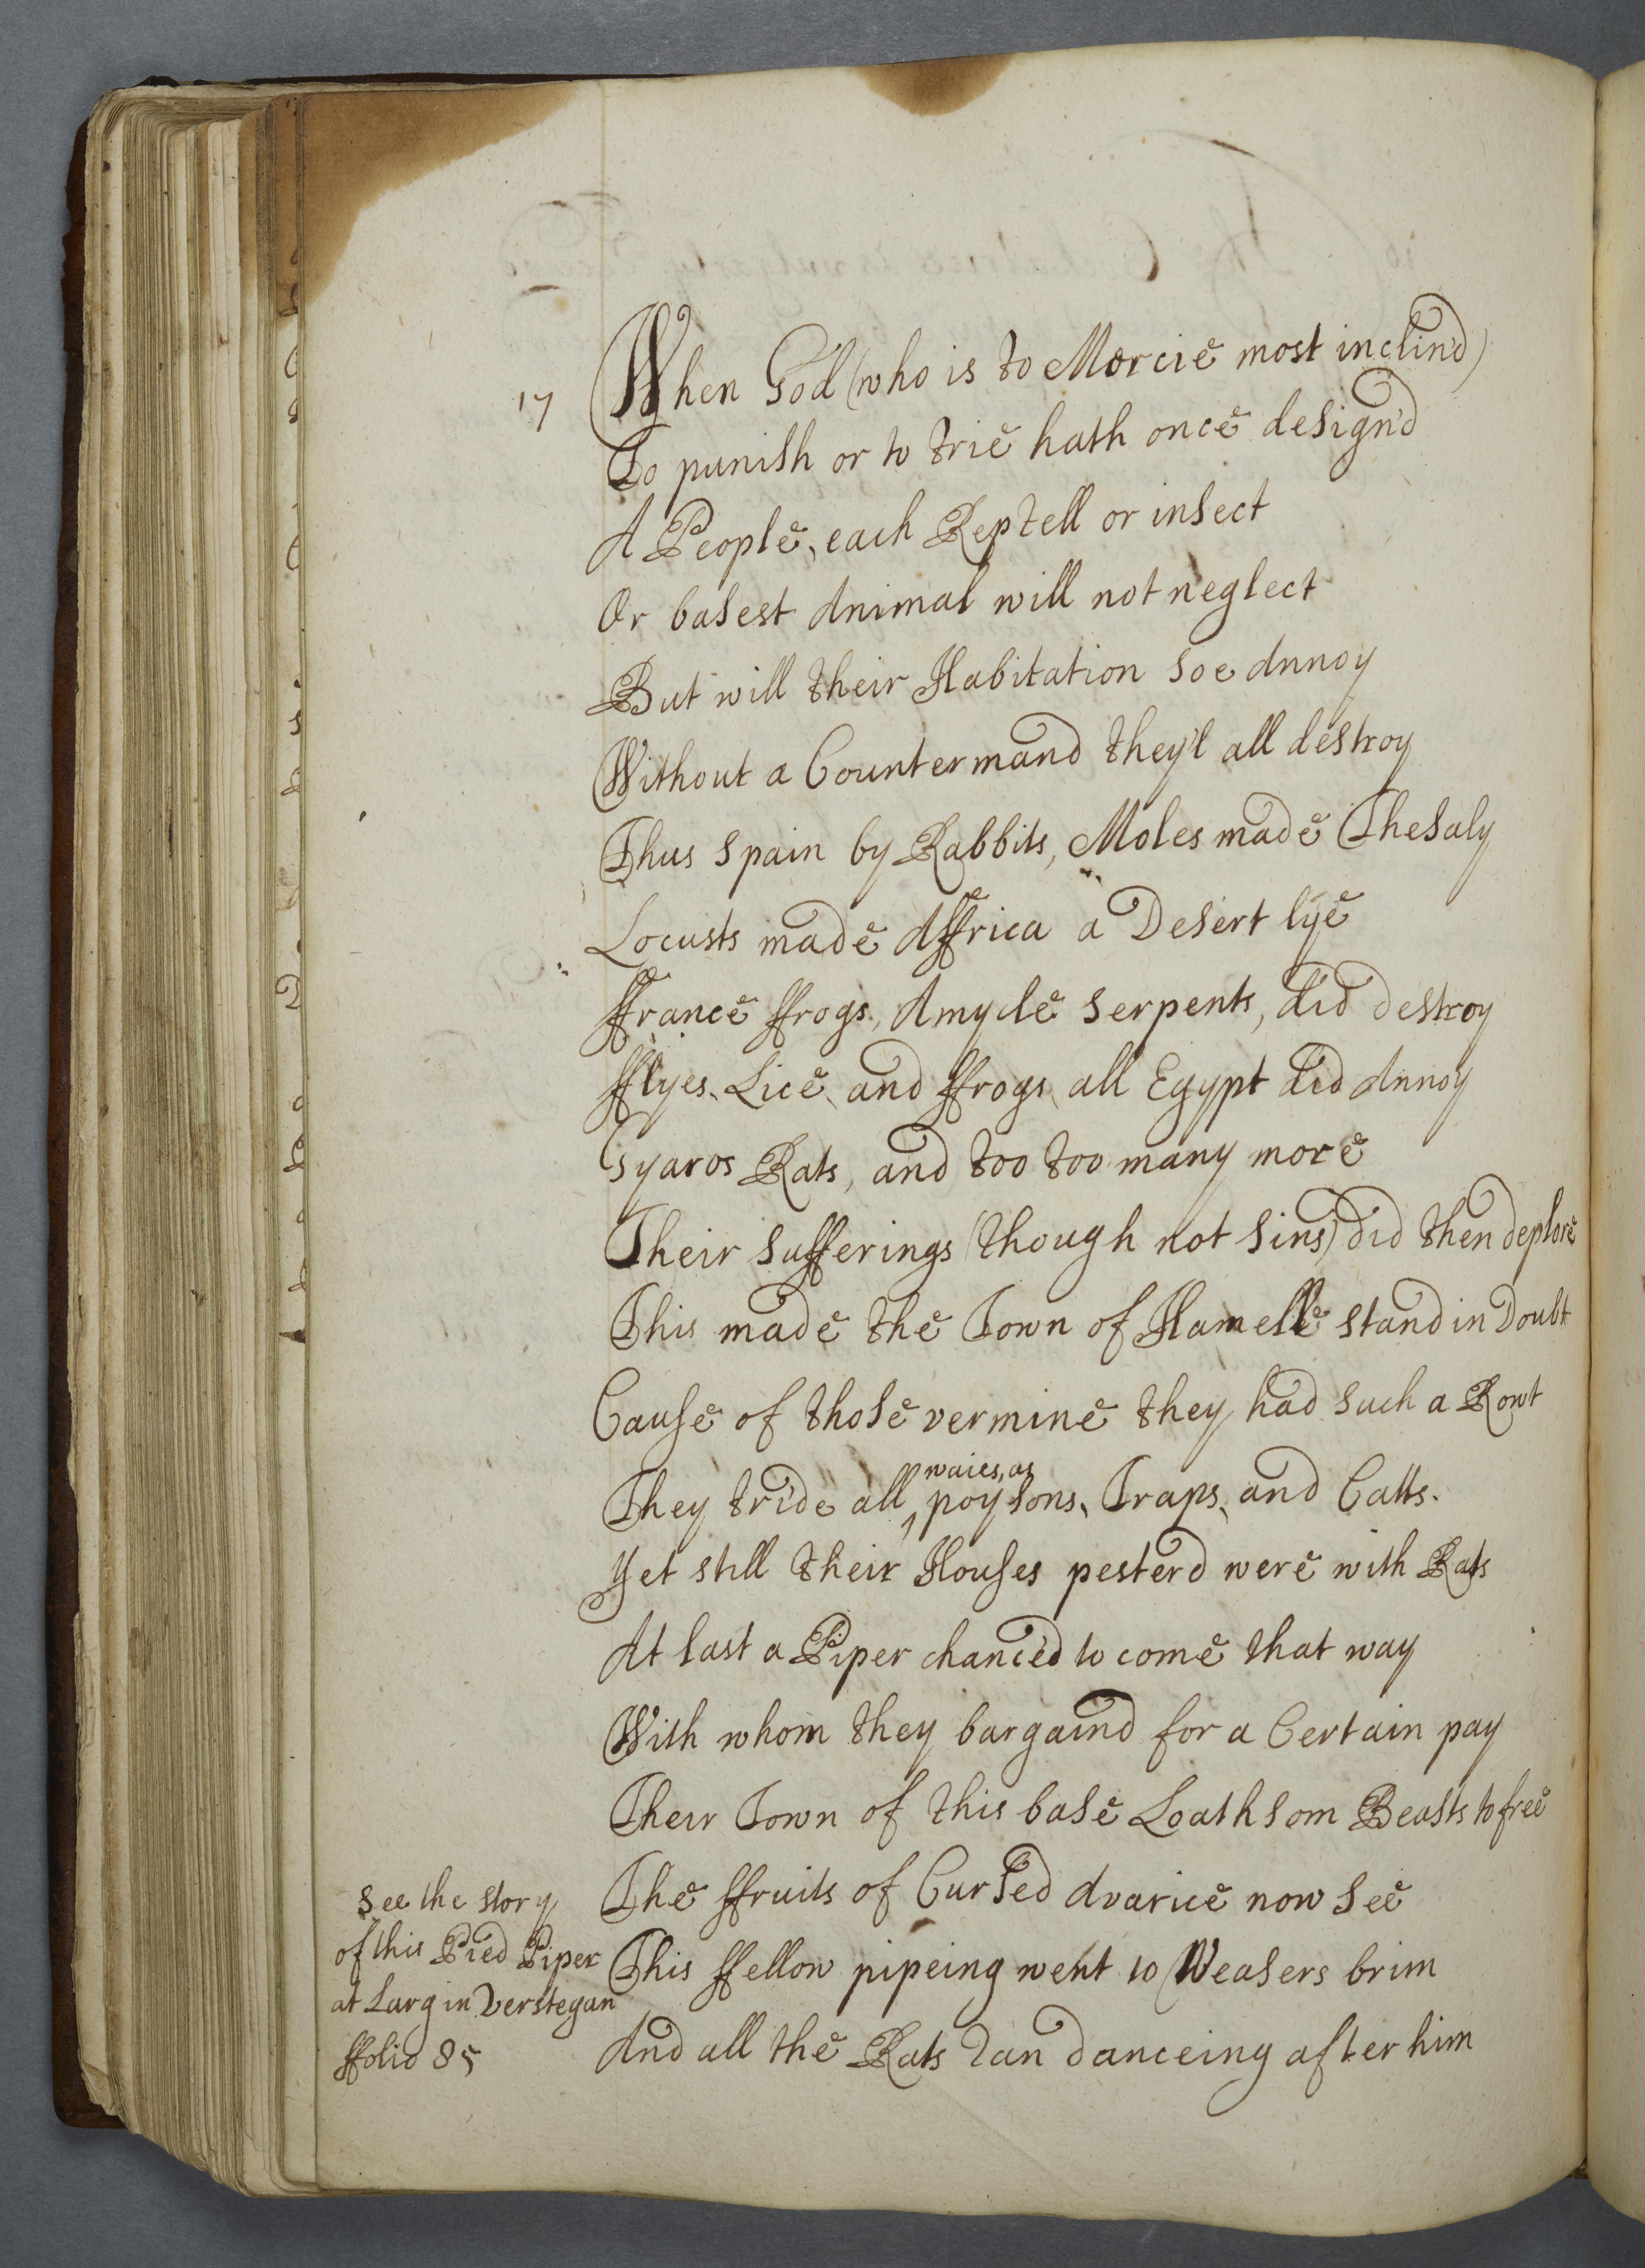 17
When God (who is to Mercie most inclind)
To punish or to trie hath once design'd
A People, each Reptell or insect
Or basest Animal will not neglect
But will their Habitation soe Annoy
Without a Countermand they'l all destroy
Thus Spain by Rabbits, Moles made Thesaly
Locusts made Affrica a Desert lye
ffrance ffrogs, Amycle Serpents, did destroy
fflyes, Lice, and ffrogs, all Egypt did Annoy
Gyaros Rats, and too too many more
Their Sufferings (though not Sins) did then deplore
This made the Town of Hamelle stand in Doubt
Cause of those vermine they had such a Rowt
They tride all waies, as poysons, Traps, and Catts.
Yet still their Houses pesterd were with Rats
At last a Piper chanc'ed to come that way
With whom they bargaind for a Certain pay
Their Town of this base Loathsom Beasts to free
The ffruits of Cursed Avarice now see
This ffellow pipeing went to Weasers brim
And all the Rats Ran danceing after him
See the story
of this Pied Piper
at Larg in Verstegan
ffolio 85